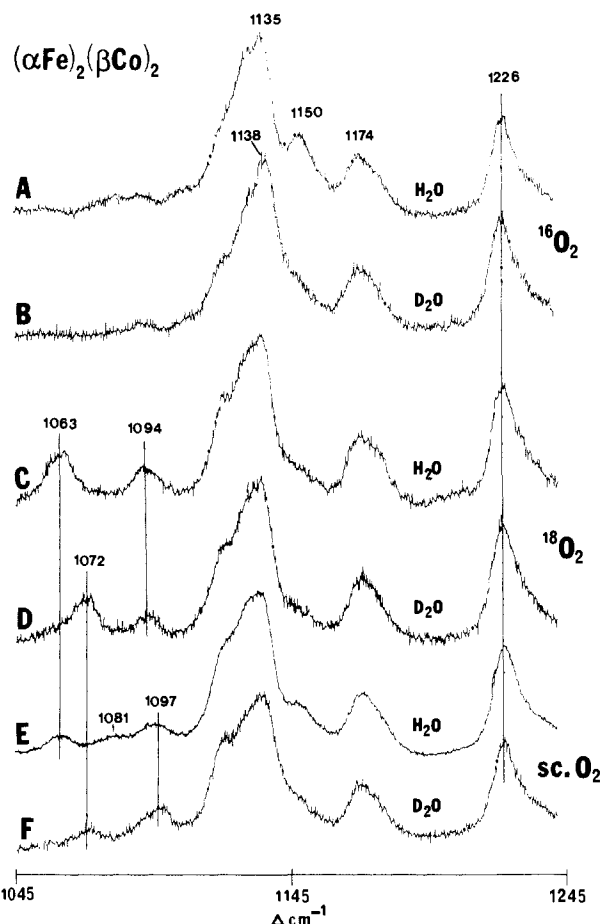 (αFe)₂(βCo)₂
1135
1226
1150
1138
1174
A
H₂O
¹⁶O₂
B
D₂O
1063
1094
C
H₂O
1072
¹⁸O₂
D
D₂O
1081
1097
E
H₂O
sc.O₂
F
D₂O
1045
1145
1245
Δcm⁻¹